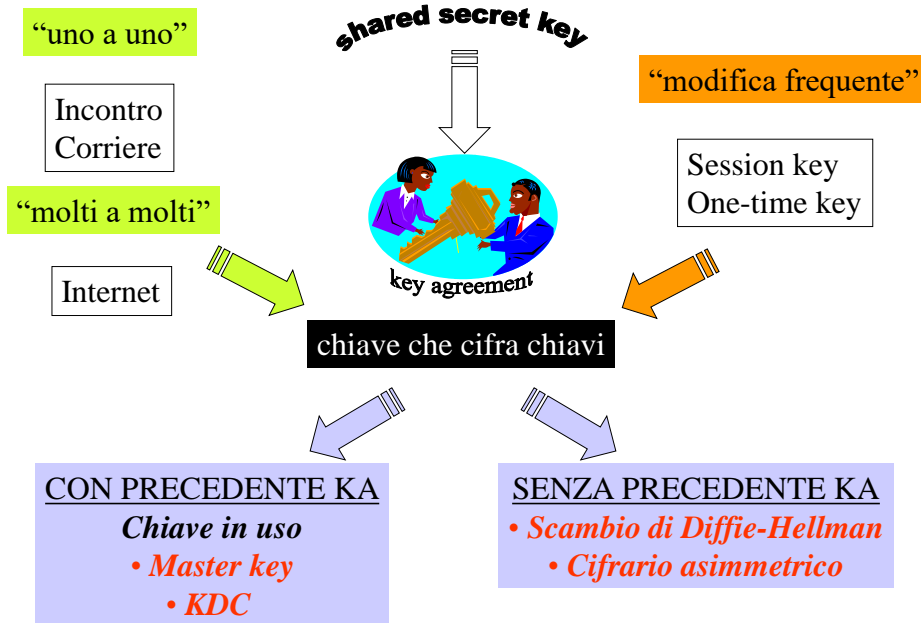 shared secret key
“uno a uno”
Incontro
Corriere
“molti a molti”
Internet
“modifica frequente”
Session key
One-time key
key agreement
chiave che cifra chiavi
CON PRECEDENTE KA
Chiave in uso
• Master key
• KDC
SENZA PRECEDENTE KA
• Scambio di Diffie-Hellman
• Cifrario asimmetrico